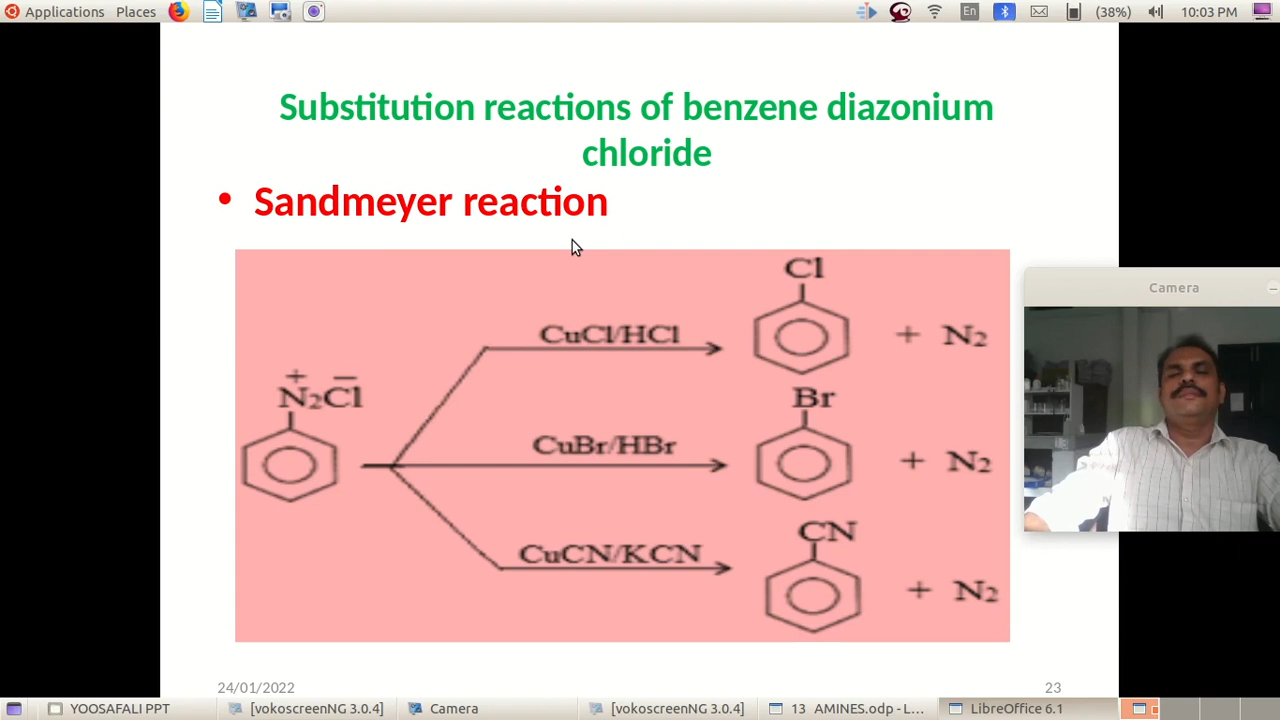 Applications Places En (38%) 10:03 PM
Substitution reactions of benzene diazonium
chloride
• Sandmeyer reaction
Camera
Cl
CuCl/HCl
+ N₂
+ −
N₂Cl
Br
CuBr/HBr
+ N₂
CN
CuCN/KCN
+ N₂
24/01/2022 23
YOOSAFALI PPT [vokoscreenNG 3.0.4] Camera [vokoscreenNG 3.0.4] 13 AMINES.odp - L... LibreOffice 6.1